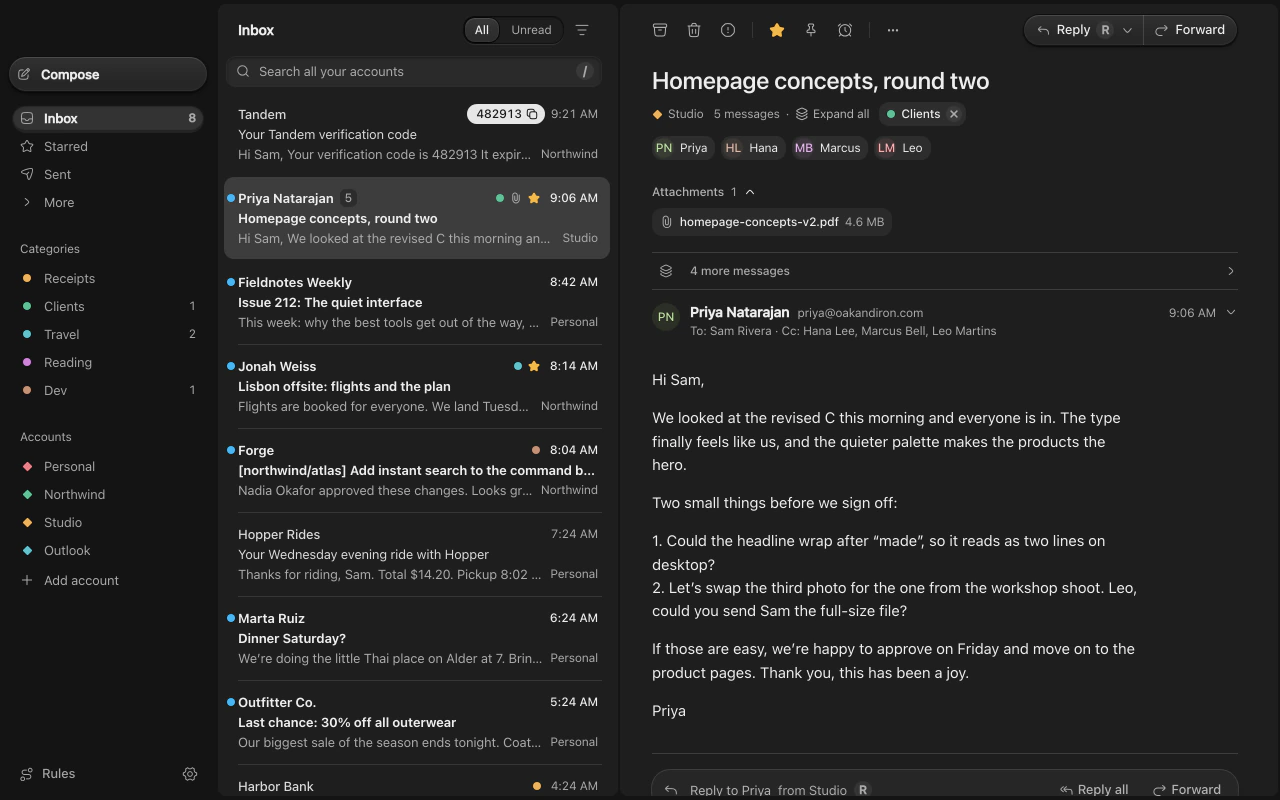 Compose
Inbox 8
Starred
Sent
More
Categories
Receipts
Clients 1
Travel 2
Reading
Dev 1
Accounts
Personal
Northwind
Studio
Outlook
Add account
Rules
Inbox All Unread
Search all your accounts /
Tandem 482913 9:21 AM
Your Tandem verification code
Hi Sam, Your verification code is 482913 It expir... Northwind
Priya Natarajan 5 9:06 AM
Homepage concepts, round two
Hi Sam, We looked at the revised C this morning an... Studio
Fieldnotes Weekly 8:42 AM
Issue 212: The quiet interface
This week: why the best tools get out of the way, ... Personal
Jonah Weiss 8:14 AM
Lisbon offsite: flights and the plan
Flights are booked for everyone. We land Tuesd... Northwind
Forge 8:04 AM
[northwind/atlas] Add instant search to the command b...
Nadia Okafor approved these changes. Looks gr... Northwind
Hopper Rides 7:24 AM
Your Wednesday evening ride with Hopper
Thanks for riding, Sam. Total $14.20. Pickup 8:02 ... Personal
Marta Ruiz 6:24 AM
Dinner Saturday?
We're doing the little Thai place on Alder at 7. Brin... Personal
Outfitter Co. 5:24 AM
Last chance: 30% off all outerwear
Our biggest sale of the season ends tonight. Coat... Personal
Harbor Bank 4:24 AM
Reply R Forward
Homepage concepts, round two
Studio 5 messages · Expand all Clients
PN Priya HL Hana MB Marcus LM Leo
Attachments 1
homepage-concepts-v2.pdf 4.6 MB
4 more messages
PN Priya Natarajan priya@oakandiron.com 9:06 AM
To: Sam Rivera · Cc: Hana Lee, Marcus Bell, Leo Martins
Hi Sam,
We looked at the revised C this morning and everyone is in. The type
finally feels like us, and the quieter palette makes the products the
hero.
Two small things before we sign off:
1. Could the headline wrap after “made”, so it reads as two lines on
desktop?
2. Let’s swap the third photo for the one from the workshop shoot. Leo,
could you send Sam the full-size file?
If those are easy, we’re happy to approve on Friday and move on to the
product pages. Thank you, this has been a joy.
Priya
Reply to Priya from Studio R Reply all Forward